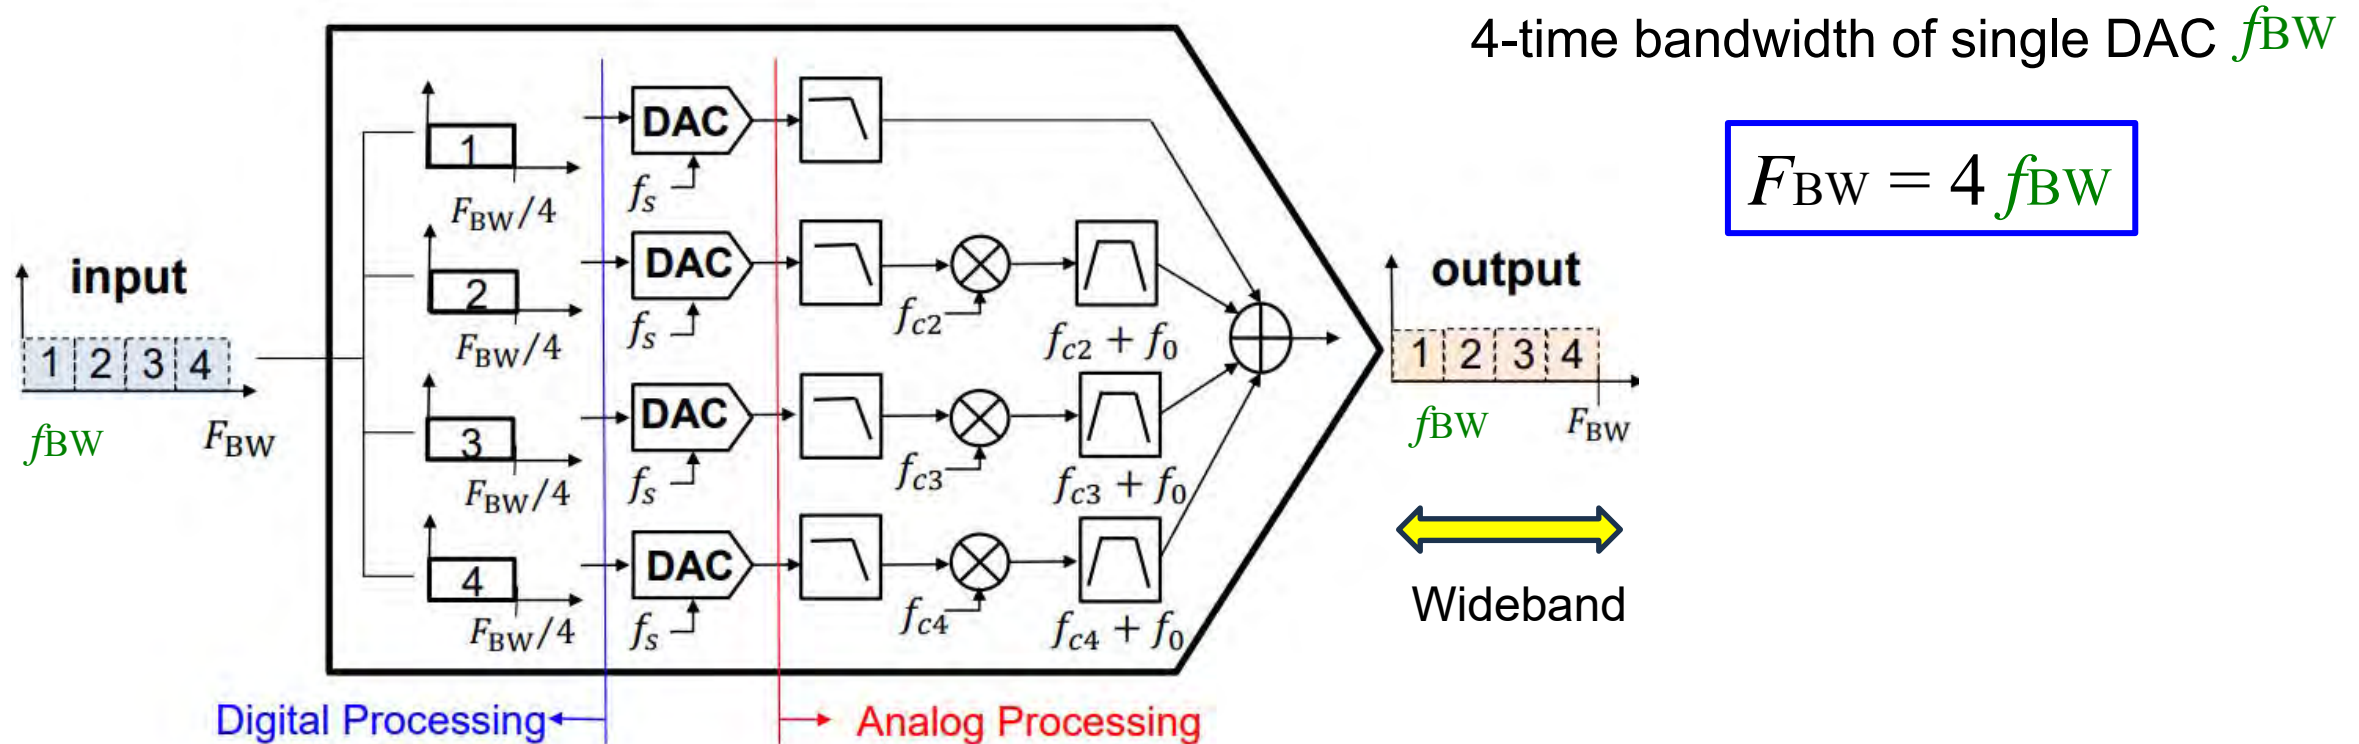 4-time bandwidth of single DAC fBW
FBW = 4 fBW
input
1 2 3 4
fBW
FBW
1
FBW/4
DAC
fs
2
FBW/4
DAC
fs
fc2
fc2 + f0
3
FBW/4
DAC
fs
fc3
fc3 + f0
4
FBW/4
DAC
fs
fc4
fc4 + f0
output
1 2 3 4
fBW
FBW
Wideband
Digital Processing
Analog Processing